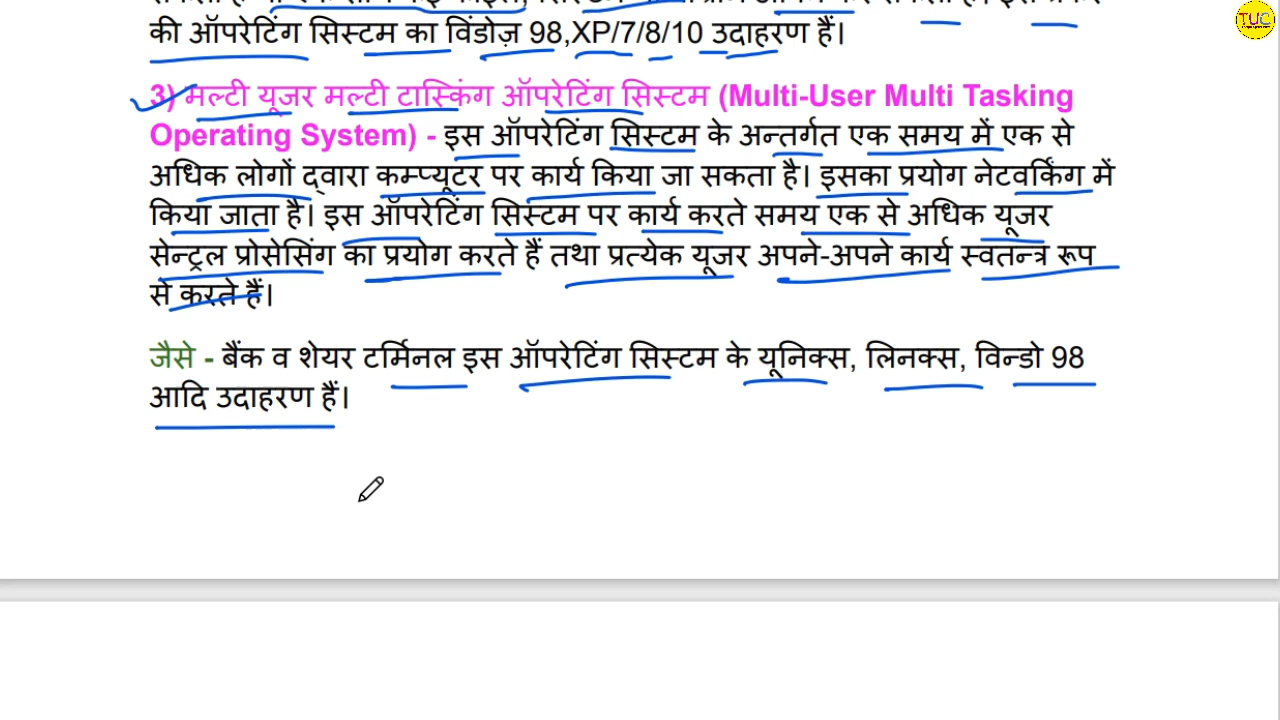 की ऑपरेटिंग सिस्टम का विंडोज़ 98,XP/7/8/10 उदाहरण हैं।
3) मल्टी यूजर मल्टी टास्किंग ऑपरेटिंग सिस्टम (Multi-User Multi Tasking
Operating System) - इस ऑपरेटिंग सिस्टम के अन्तर्गत एक समय में एक से
अधिक लोगों द्वारा कम्प्यूटर पर कार्य किया जा सकता है। इसका प्रयोग नेटवर्किंग में
किया जाता है। इस ऑपरेटिंग सिस्टम पर कार्य करते समय एक से अधिक यूजर
सेन्ट्रल प्रोसेसिंग का प्रयोग करते हैं तथा प्रत्येक यूजर अपने-अपने कार्य स्वतन्त्र रूप
से करते हैं।
जैसे - बैंक व शेयर टर्मिनल इस ऑपरेटिंग सिस्टम के यूनिक्स, लिनक्स, विन्डो 98
आदि उदाहरण हैं।
TUC